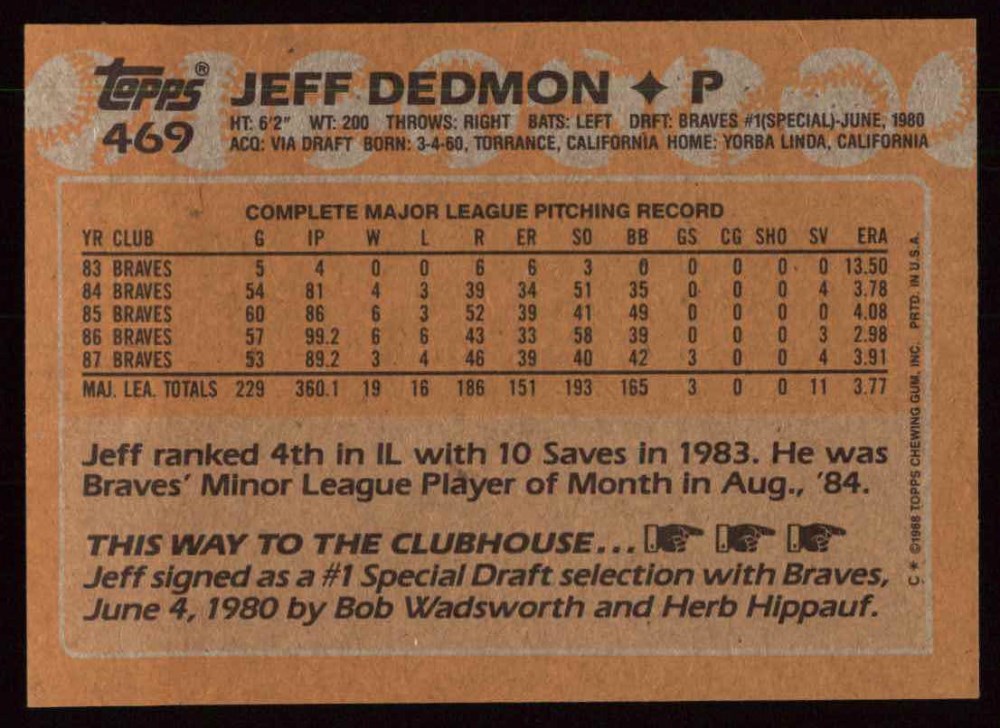 Topps® JEFF DEDMON ✦ P
469
HT: 6'2" WT: 200 THROWS: RIGHT BATS: LEFT DRFT: BRAVES #1(SPECIAL)-JUNE, 1980
ACQ: VIA DRAFT BORN: 3-4-60, TORRANCE, CALIFORNIA HOME: YORBA LINDA, CALIFORNIA
COMPLETE MAJOR LEAGUE PITCHING RECORD
YR CLUB G IP W L R ER SO BB GS CG SHO SV ERA
83 BRAVES 5 4 0 0 6 6 3 0 0 0 0 0 13.50
84 BRAVES 54 81 4 3 39 34 51 35 0 0 0 4 3.78
85 BRAVES 60 86 6 3 52 39 41 49 0 0 0 0 4.08
86 BRAVES 57 99.2 6 6 43 33 58 39 0 0 0 3 2.98
87 BRAVES 53 89.2 3 4 46 39 40 42 3 0 0 4 3.91
MAJ. LEA. TOTALS 229 360.1 19 16 186 151 193 165 3 0 0 11 3.77
Jeff ranked 4th in IL with 10 Saves in 1983. He was
Braves' Minor League Player of Month in Aug., '84.
THIS WAY TO THE CLUBHOUSE...
Jeff signed as a #1 Special Draft selection with Braves,
June 4, 1980 by Bob Wadsworth and Herb Hippauf.
C * ©1988 TOPPS CHEWING GUM, INC. PRTD. IN U.S.A.